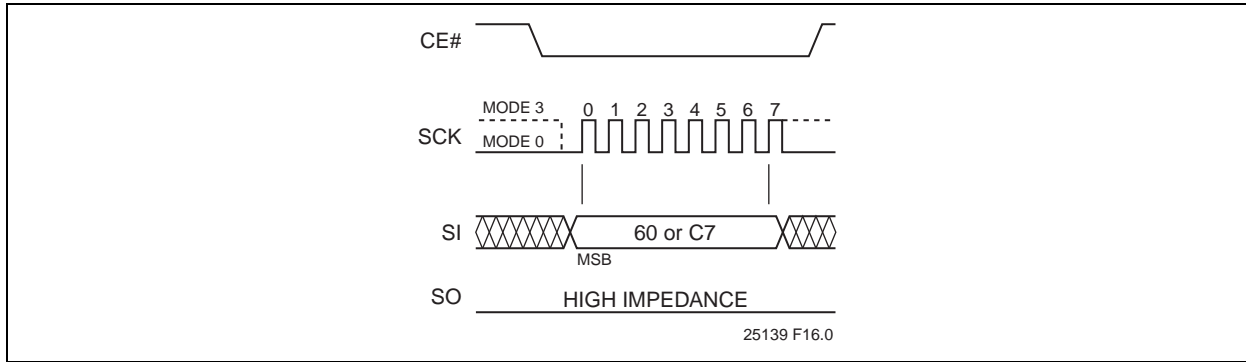 CE#
MODE 3
0 1 2 3 4 5 6 7
SCK
MODE 0
SI
60 or C7
MSB
SO
HIGH IMPEDANCE
25139 F16.0